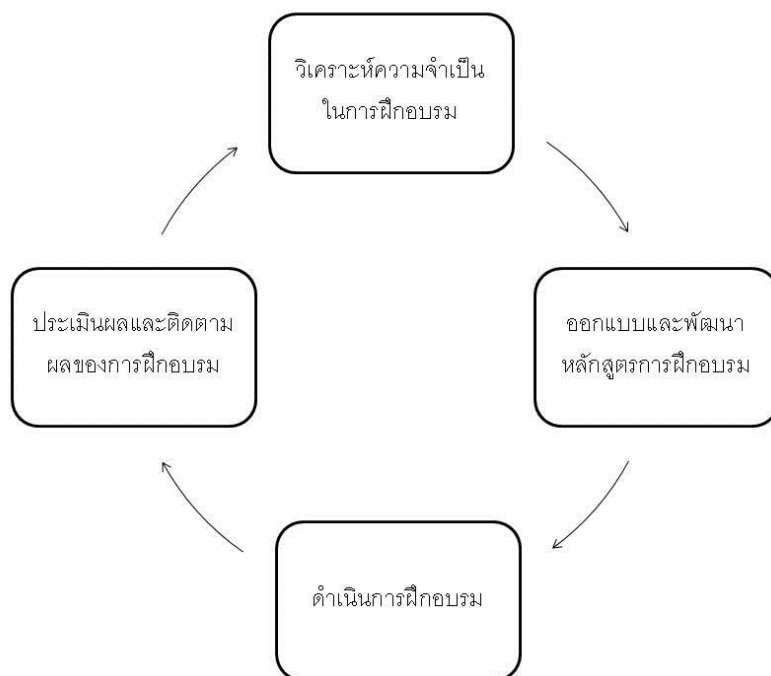 วิเคราะห์ความจำเป็น
ในการฝึกอบรม
ออกแบบและพัฒนา
หลักสูตรการฝึกอบรม
ดำเนินการฝึกอบรม
ประเมินผลและติดตาม
ผลของการฝึกอบรม